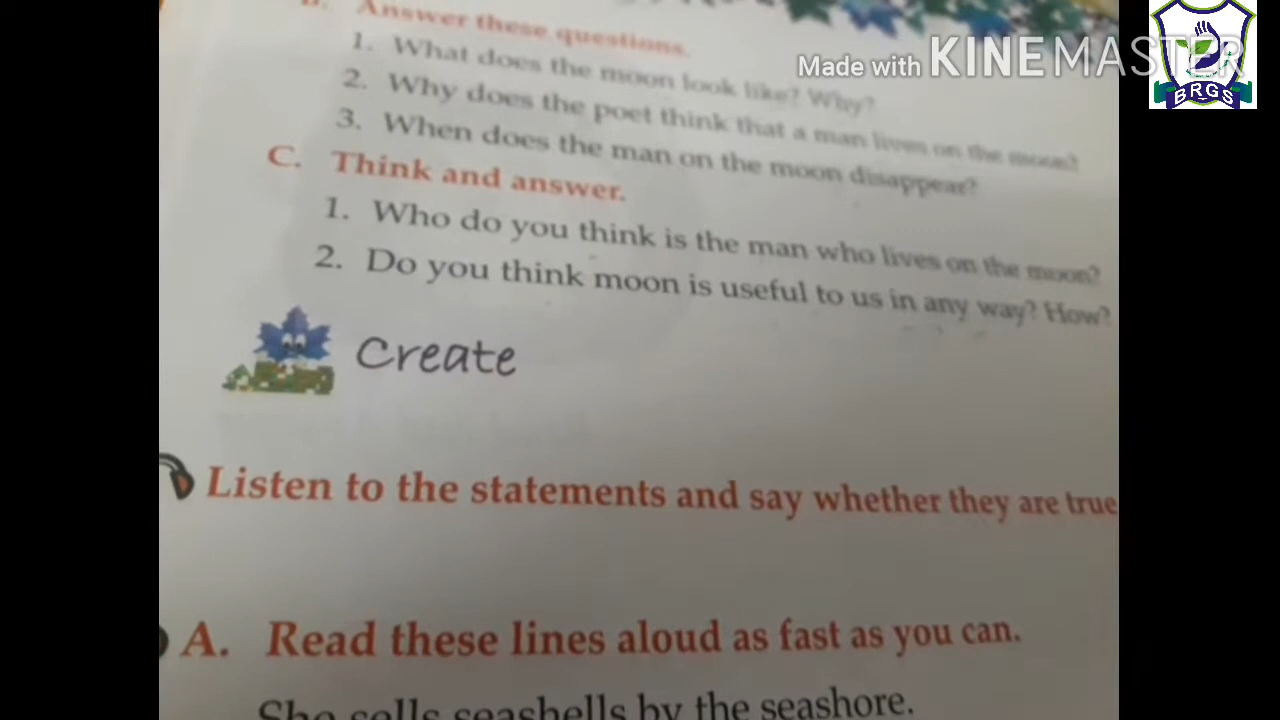 B. Answer these questions.
1. What does the moon look like? Why?
2. Why does the poet think that a man lives on the moon?
3. When does the man on the moon disappear?
C. Think and answer.
1. Who do you think is the man who lives on the moon?
2. Do you think moon is useful to us in any way? How?
Create
Listen to the statements and say whether they are true
A. Read these lines aloud as fast as you can.
She sells seashells by the seashore.
Made with KINEMASTER
BRGS